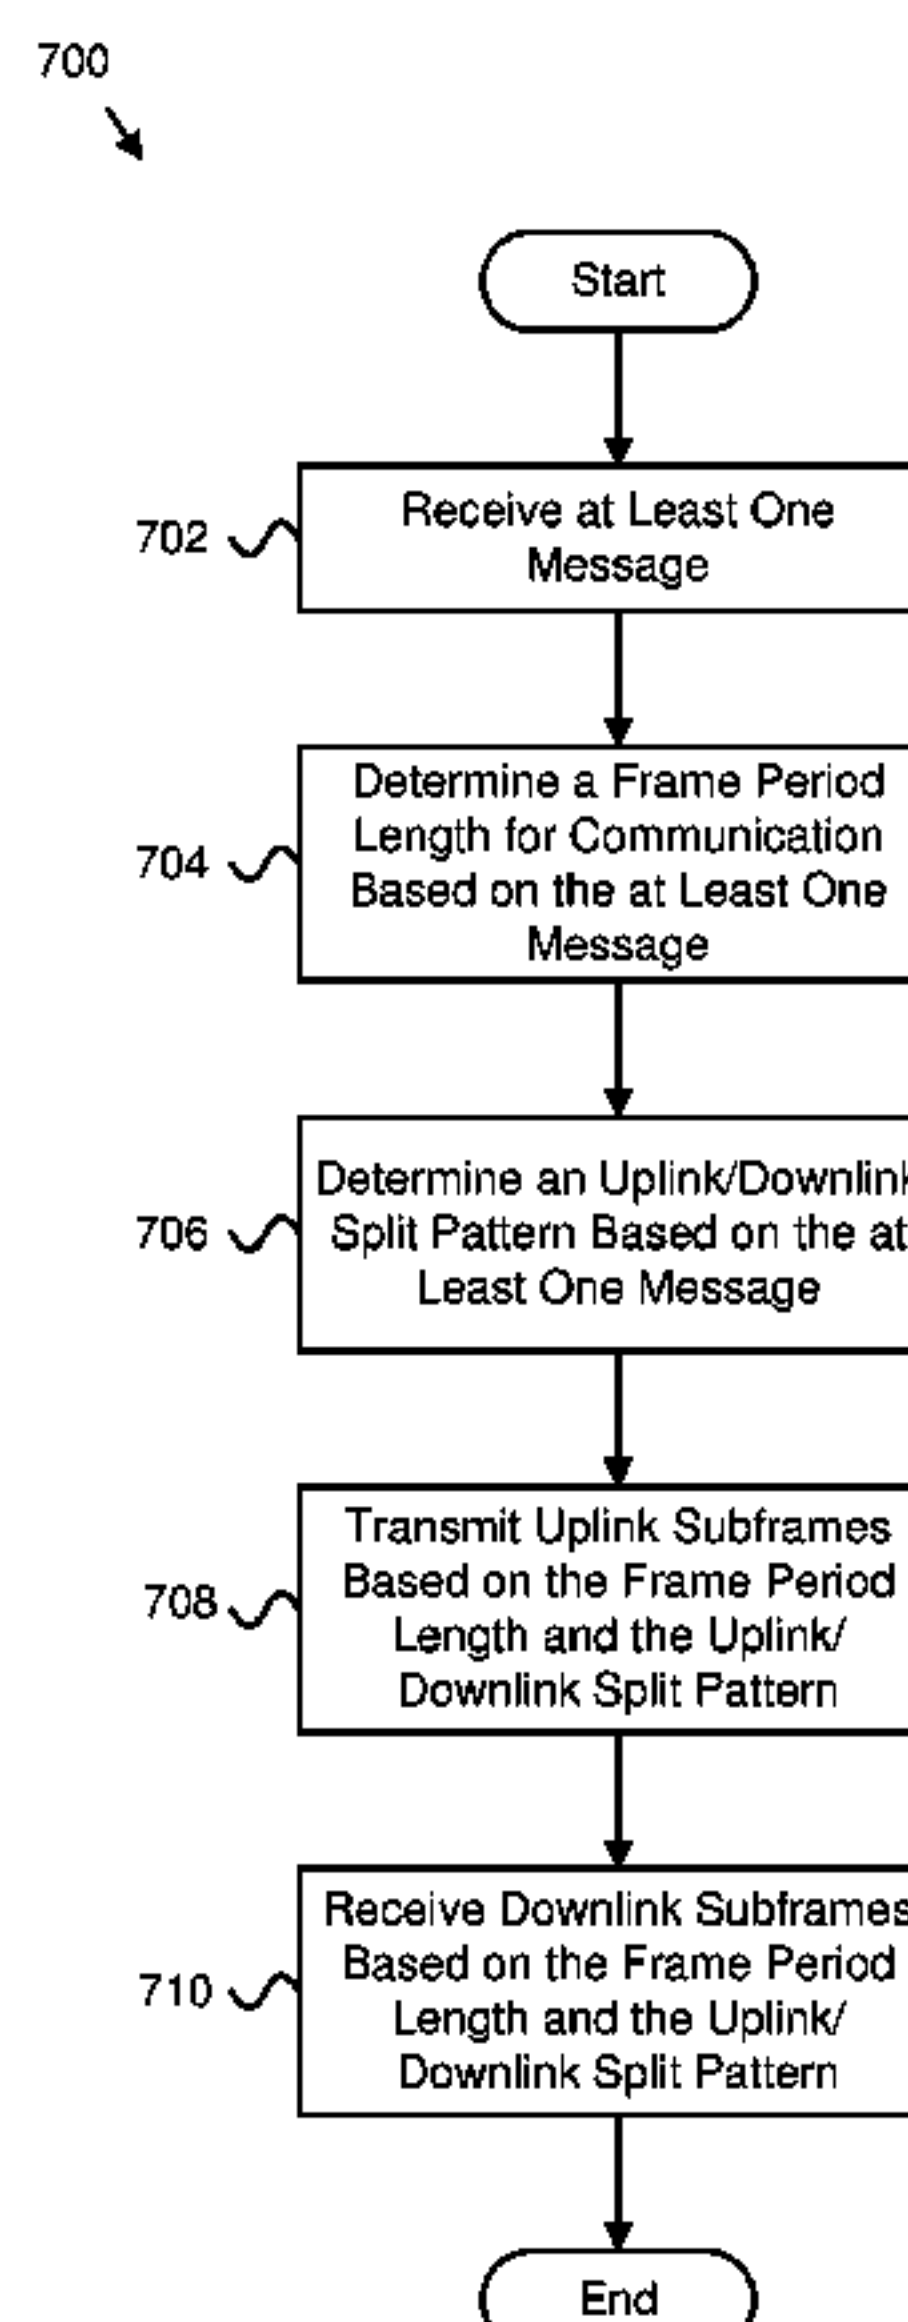 700
Start
702
Receive at Least One
Message
704
Determine a Frame Period
Length for Communication
Based on the at Least One
Message
706
Determine an Uplink/Downlink
Split Pattern Based on the at
Least One Message
708
Transmit Uplink Subframes
Based on the Frame Period
Length and the Uplink/
Downlink Split Pattern
710
Receive Downlink Subframes
Based on the Frame Period
Length and the Uplink/
Downlink Split Pattern
End